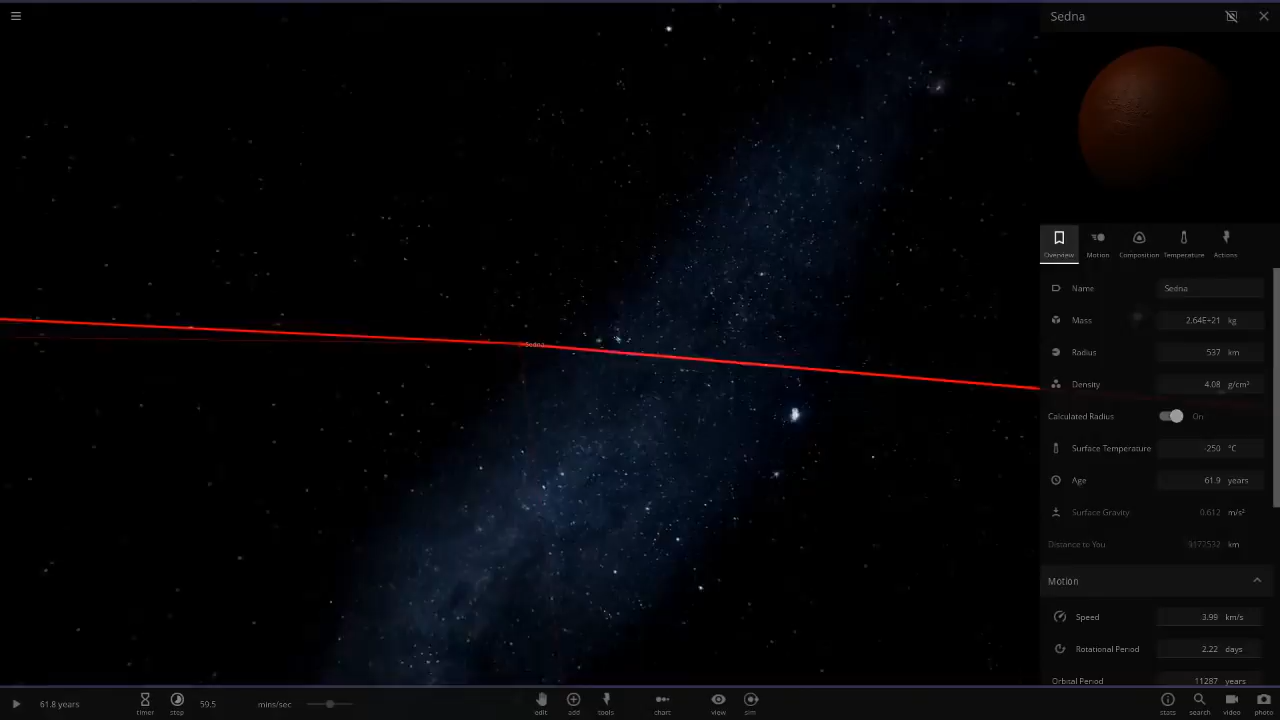 Sedna
Overview Motion Composition Temperature Actions
Name Sedna
Mass 2.64E+21 kg
Radius 537 km
Sedna
Density 4.08 g/cm³
Calculated Radius On
Surface Temperature -250 °C
Age 61.9 years
Surface Gravity 0.612 m/s²
Distance to You km
Motion
Speed 3.99 km/s
Rotational Period 2.22 days
Orbital Period 11287 years
61.8 years timer step 59.5 mins/sec edit add tools chart view sim stats search video photo